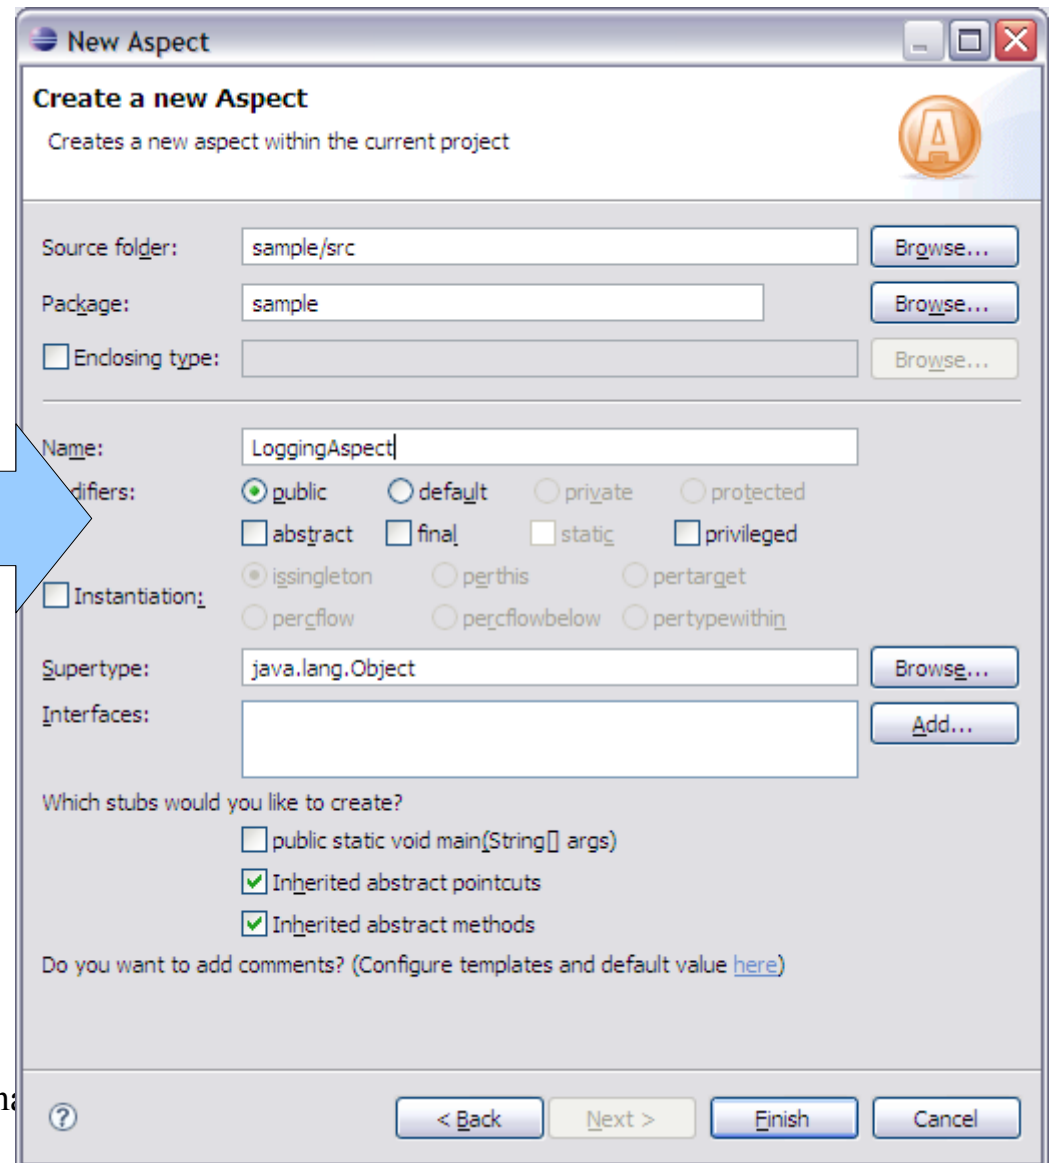 New Aspect
Create a new Aspect
Creates a new aspect within the current project
Source folder: sample/src Browse...
Package: sample Browse...
Enclosing type: Browse...
Name: LoggingAspect
difiers: public default private protected
abstract final static privileged
Instantiation: issingleton perthis pertarget
percflow percflowbelow pertypewithin
Supertype: java.lang.Object Browse...
Interfaces: Add...
Which stubs would you like to create?
public static void main(String[] args)
Inherited abstract pointcuts
Inherited abstract methods
Do you want to add comments? (Configure templates and default value here)
< Back Next > Finish Cancel